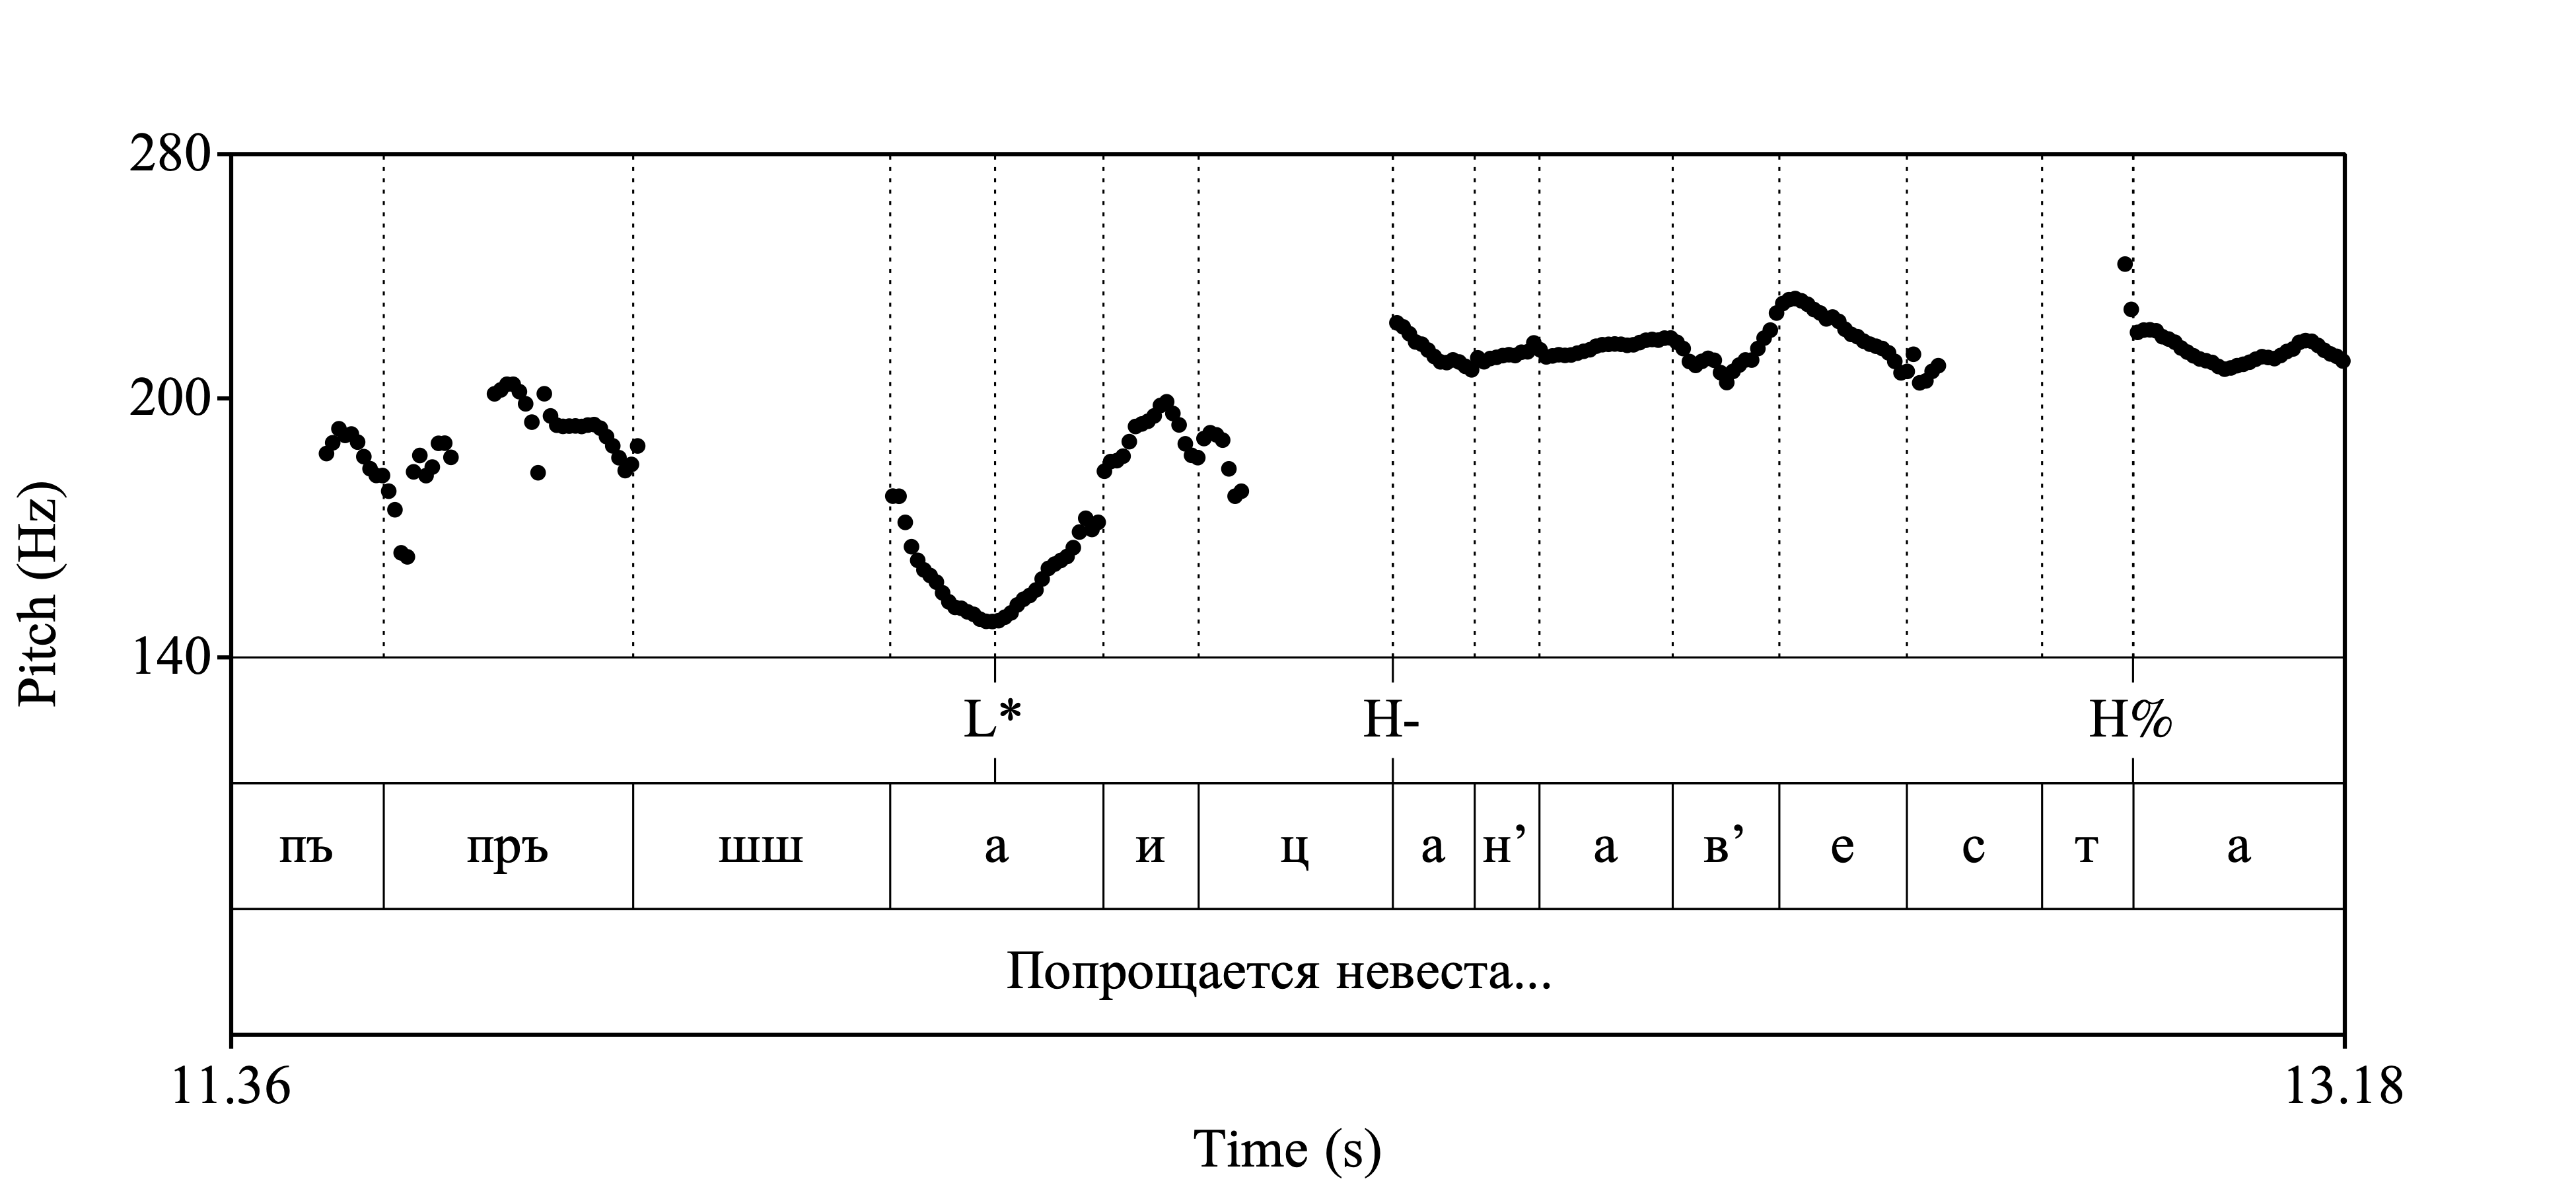 280
200
140
Pitch (Hz)
L* H- H%
пъ пръ шш а и ц а н’ а в’ е с т а
Попрощается невеста...
11.36 13.18
Time (s)